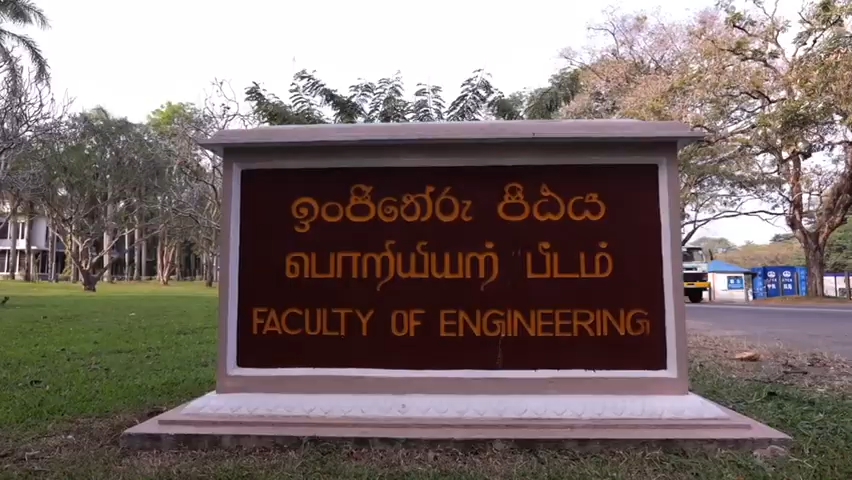 ඉංජිනේරු පීඨය
பொறியியற் பீடம்
FACULTY OF ENGINEERING